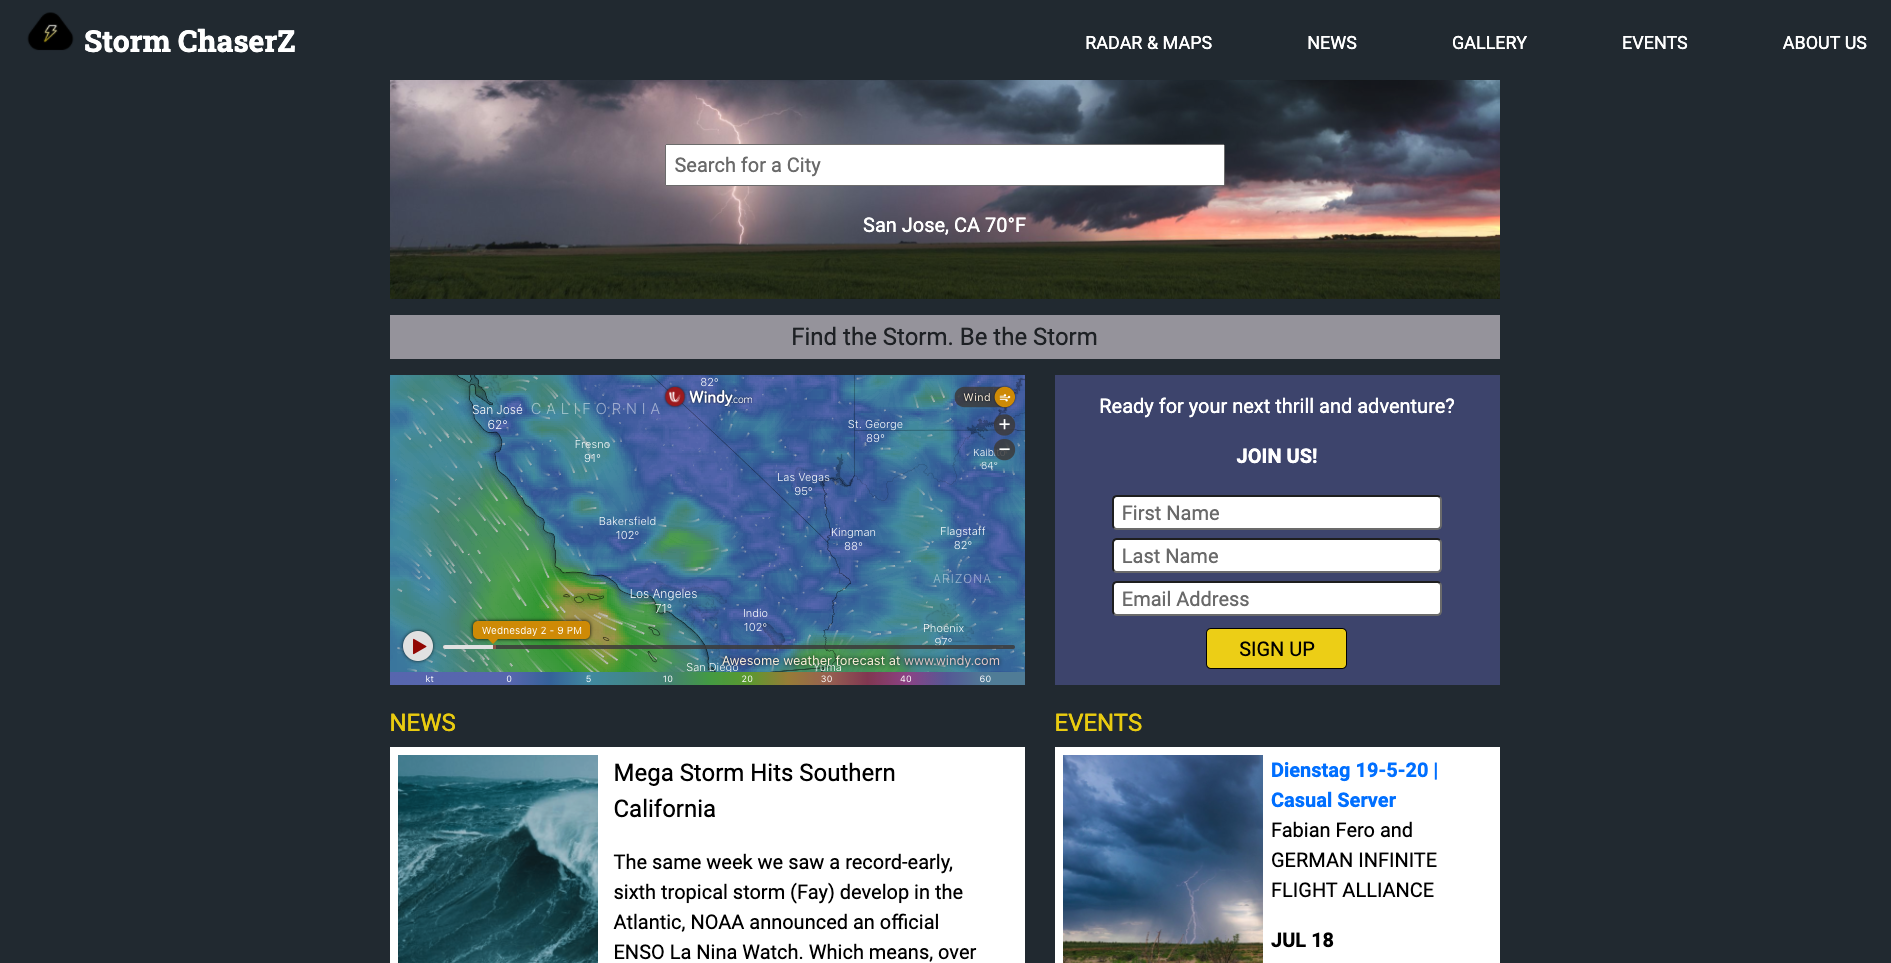 Storm ChaserZ
RADAR & MAPS
NEWS
GALLERY
EVENTS
ABOUT US
Search for a City
San Jose, CA 70°F
Find the Storm. Be the Storm
82°
Windy.com
Wind
San José
62°
CALIFORNIA
St. George
89°
Fresno
91°
84°
Las Vegas
95°
Bakersfield
102°
Kingman
88°
Flagstaff
82°
ARIZONA
Los Angeles
71°
Indio
102°
Phoenix
97°
Wednesday 2 - 9 PM
Awesome weather forecast at www.windy.com
San Diego
Yuma
kt 0 5 10 20 30 40 60
Ready for your next thrill and adventure?
JOIN US!
First Name
Last Name
Email Address
SIGN UP
NEWS
Mega Storm Hits Southern
California
The same week we saw a record-early,
sixth tropical storm (Fay) develop in the
Atlantic, NOAA announced an official
ENSO La Nina Watch. Which means, over
EVENTS
Dienstag 19-5-20 |
Casual Server
Fabian Fero and
GERMAN INFINITE
FLIGHT ALLIANCE
JUL 18